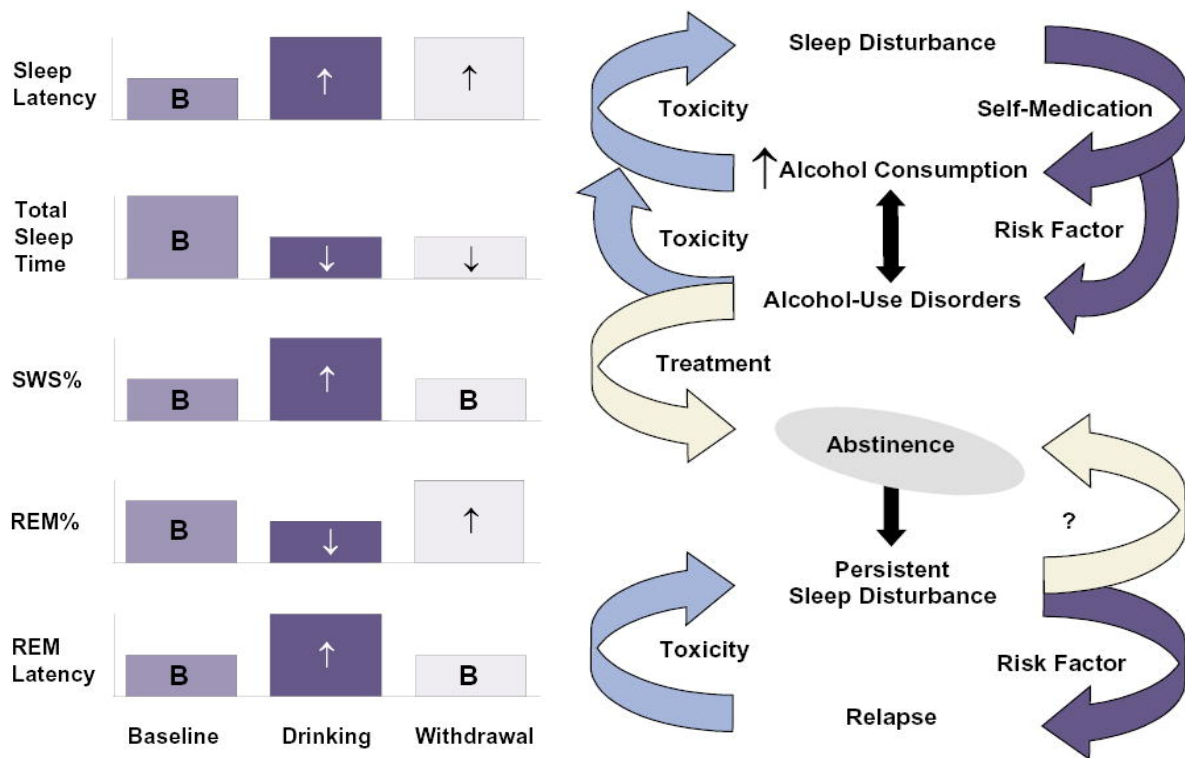 Sleep
Latency
B
↑
↑
Total
Sleep
Time
B
↓
↓
SWS%
B
↑
B
REM%
B
↓
↑
REM
Latency
B
↑
B
Baseline
Drinking
Withdrawal
Sleep Disturbance
Toxicity
Self-Medication
↑Alcohol Consumption
Toxicity
Risk Factor
Alcohol-Use Disorders
Treatment
Abstinence
?
Persistent
Sleep Disturbance
Toxicity
Risk Factor
Relapse